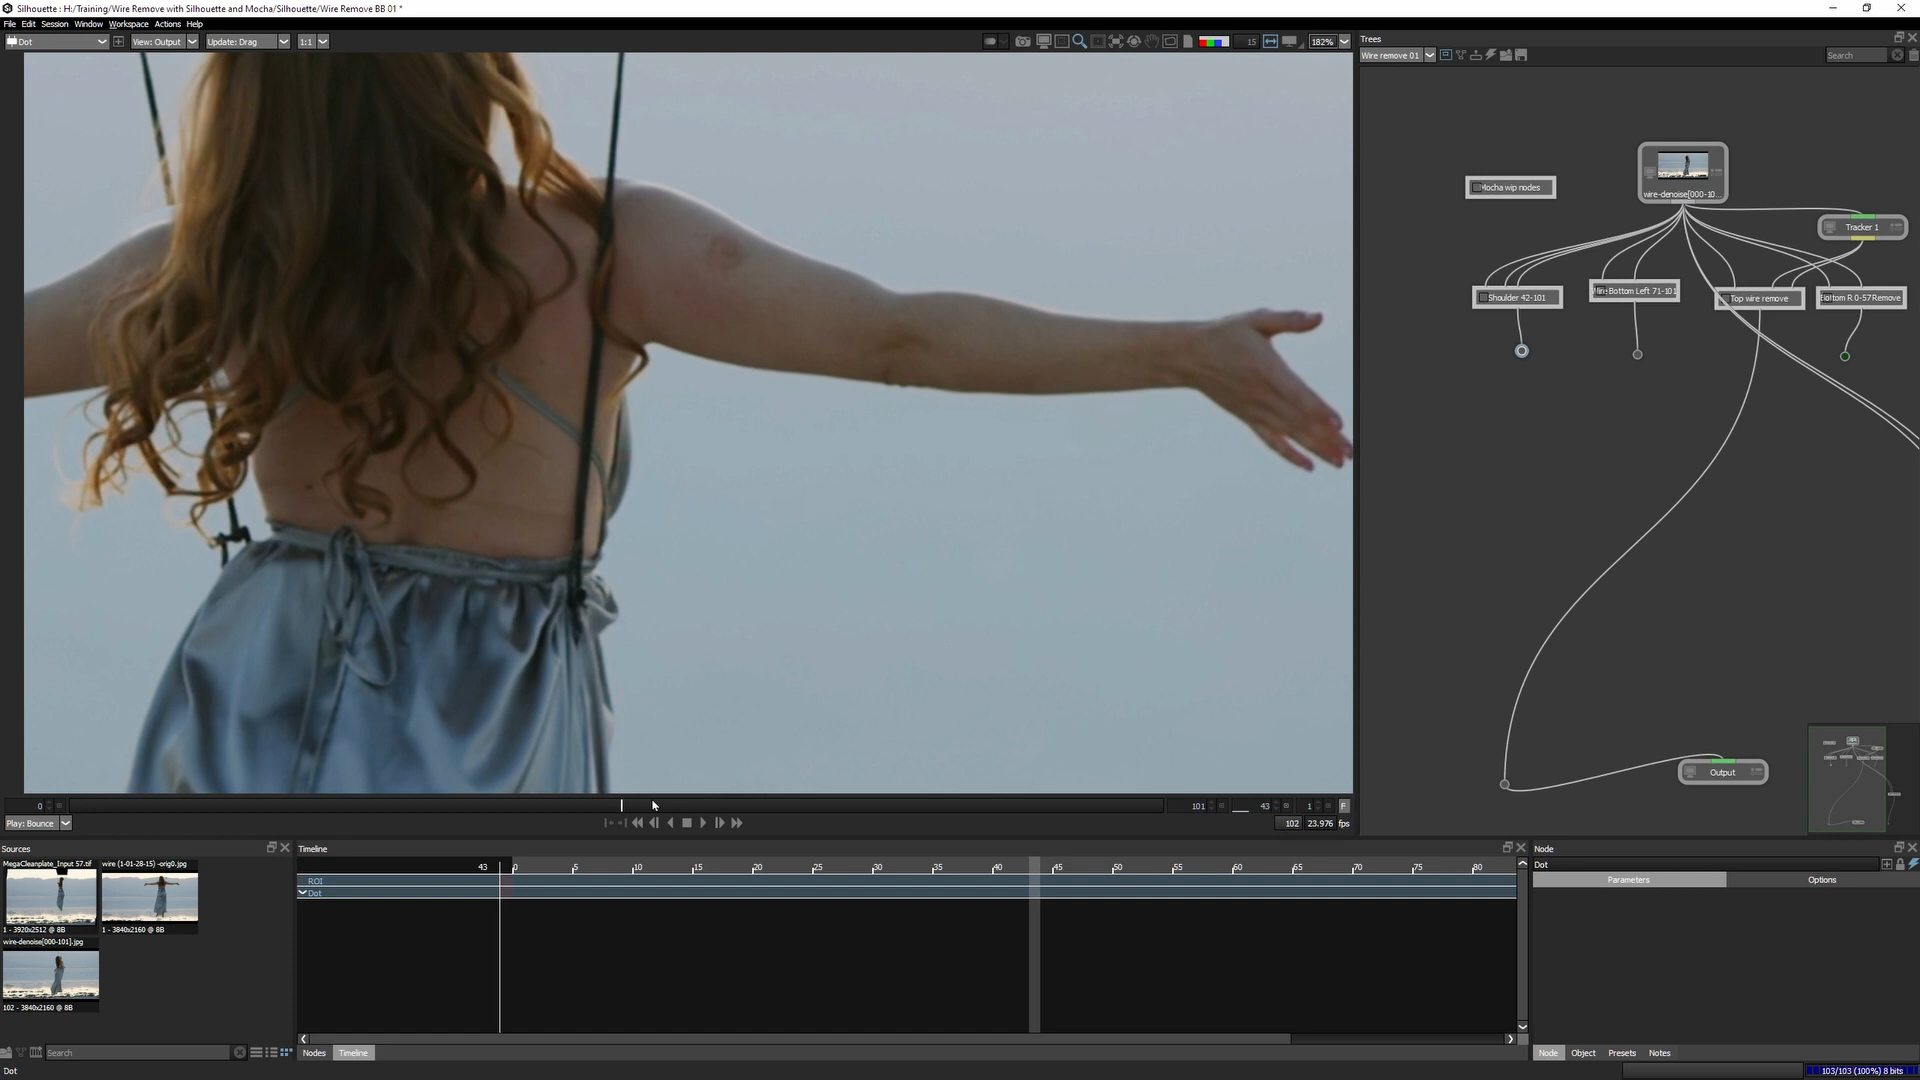 Silhouette : H:/Training/Wire Remove with Silhouette and Mocha/Silhouette/Wire Remove BB 01 *
File Edit Session Window Workspace Actions Help
Dot
View: Output
Update: Drag
1:1
15
182%
Trees
Wire remove 01
Search
Mocha wip nodes
wire-denoise[000-10...
Tracker 1
Shoulder 42-101
Bottom Left 71-101
Top wire remove
Bottom R 0-57Remove
Output
0
101
43
1
F
Play: Bounce
102
23.976
fps
Sources
MegaCleanplate_Input 57.tif
wire (1-01-28-15) -orig0.jpg
1 - 3920x2512 @ 8B
1 - 3840x2160 @ 8B
wire-denoise[000-101].jpg
102 - 3840x2160 @ 8B
Search
Timeline
43
0 5 10 15 20 25 30 35 40 45 50 55 60 65 70 75 80
ROI
Dot
Nodes
Timeline
Node
Dot
Parameters
Options
Node
Object
Presets
Notes
Dot
103/103 (100%) 8 bits